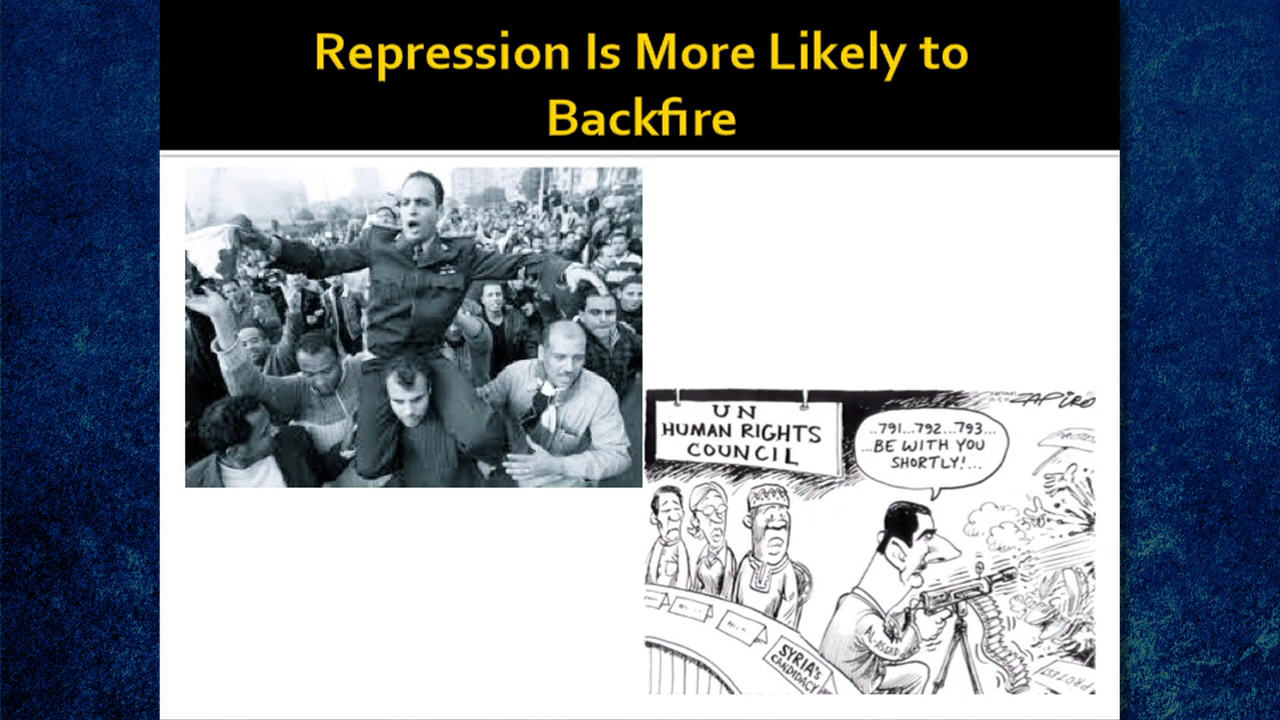 Repression Is More Likely to
Backfire
UN
HUMAN RIGHTS
COUNCIL
ZAPIRO
..791...792...793...
...BE WITH YOU
SHORTLY!...
AL-ASSAD
SYRIA'S
CANDIDACY
PROTEST